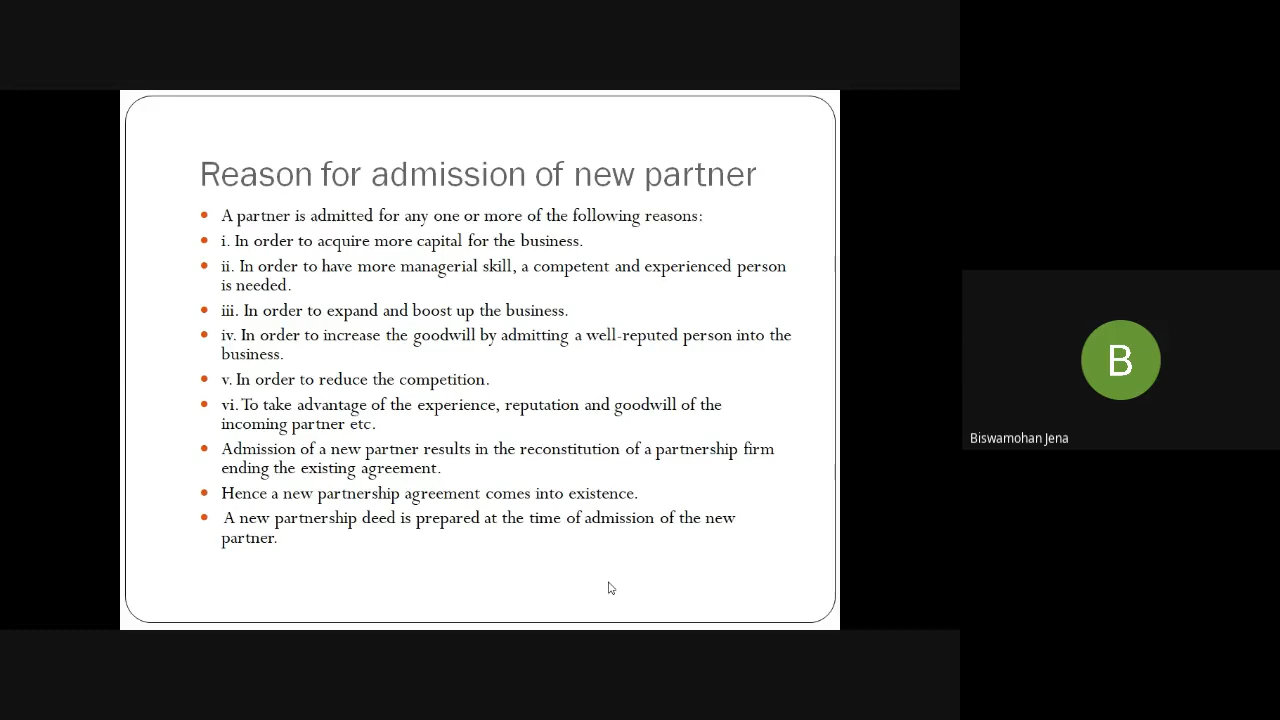 Reason for admission of new partner
• A partner is admitted for any one or more of the following reasons:
• i. In order to acquire more capital for the business.
• ii. In order to have more managerial skill, a competent and experienced person
is needed.
• iii. In order to expand and boost up the business.
• iv. In order to increase the goodwill by admitting a well-reputed person into the
business.
• v. In order to reduce the competition.
• vi. To take advantage of the experience, reputation and goodwill of the
incoming partner etc.
• Admission of a new partner results in the reconstitution of a partnership firm
ending the existing agreement.
• Hence a new partnership agreement comes into existence.
• A new partnership deed is prepared at the time of admission of the new
partner.
B
Biswamohan Jena